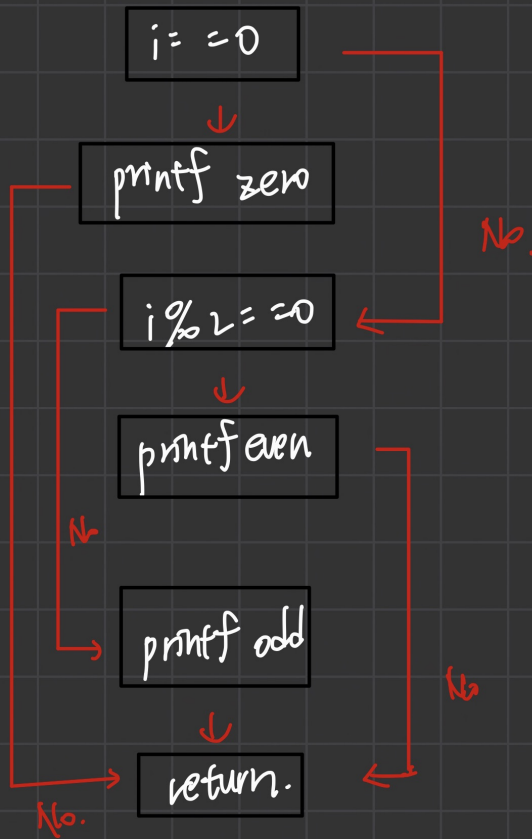 i==0
printf zero
No.
i%2==0
printf even
No
printf odd
No
return.
No.